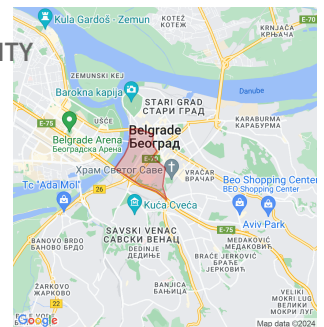 Kula Gardoš - Zemun
КОТЕЖ
КОТЕЖ
KRNJAČA
КРЊАЧА
ITY
ZEMUNSKI KEJ
Barokna kapija
Danube
E-75
STARI GRAD
СТАРИ ГРАД
UŠĆE
УШЋЕ
KARABURMA
КАРАБУРМА
Belgrade Arena
Београдска Арена
Belgrade
Београд
E-75
Храм Светог Саве
VRAČAR
ВРАЧАР
Beo Shopping Center
BEO Shopping Center
Tc "Ada Mol"
Kuća Cveća
E-75
Aviv Park
BANOVO BRDO
БАНОВО БРДО
SAVSKI VENAC
САВСКИ ВЕНАЦ
MEDAKOVIĆ
МЕДАКОВИЋ
DEDINJE
ДЕДИЊЕ
BRAĆE JERKOVIĆ
БРАЋЕ ЈЕРКОВИЋ
ŽARKOVO
ЖАРКОВО
BANJICA
БАЊИЦА
VELIKI
MOKRI LUG
ВЕЛИКИ
МОКРИ ЛУГ
22
Google
Map data ©2024